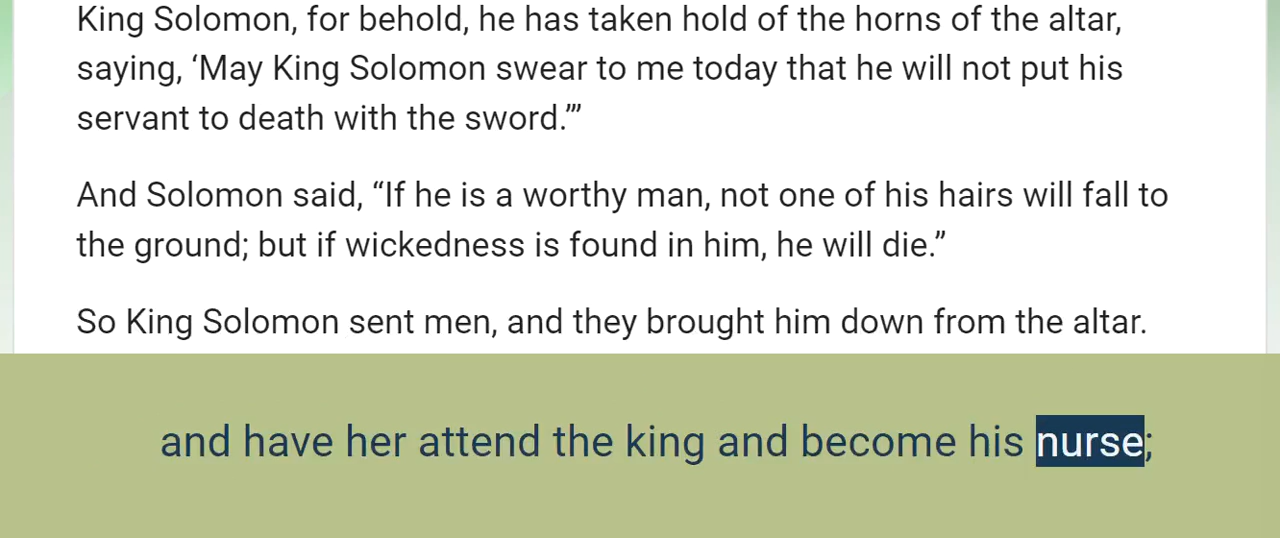 King Solomon, for behold, he has taken hold of the horns of the altar,
saying, ‘May King Solomon swear to me today that he will not put his
servant to death with the sword.’”
And Solomon said, “If he is a worthy man, not one of his hairs will fall to
the ground; but if wickedness is found in him, he will die.”
So King Solomon sent men, and they brought him down from the altar.
and have her attend the king and become his nurse;